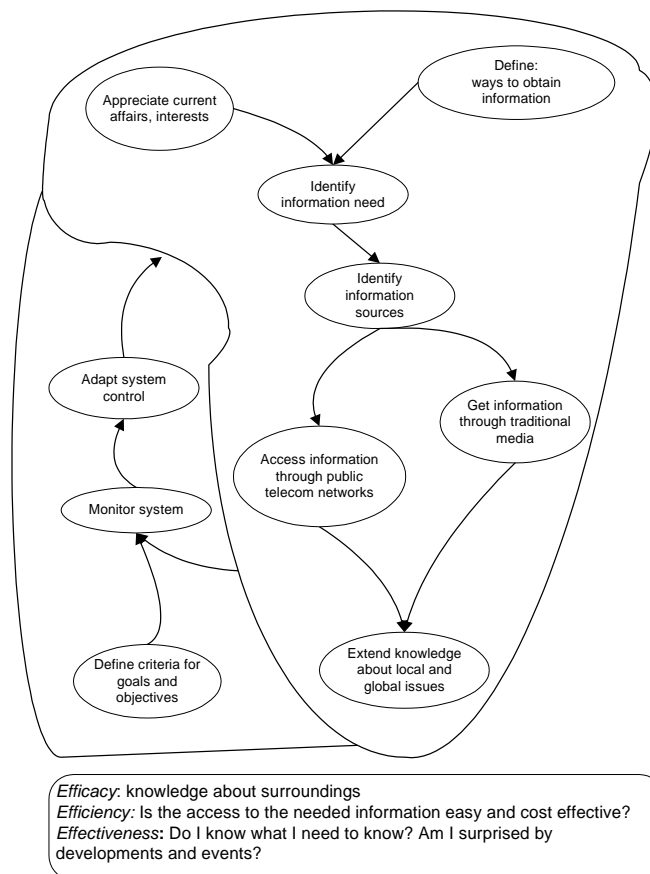 Appreciate current
affairs, interests
Define:
ways to obtain
information
Identify
information need
Identify
information
sources
Adapt system
control
Get information
through traditional
media
Access information
through public
telecom networks
Monitor system
Define criteria for
goals and
objectives
Extend knowledge
about local and
global issues
Efficacy: knowledge about surroundings
Efficiency: Is the access to the needed information easy and cost effective?
Effectiveness: Do I know what I need to know? Am I surprised by
developments and events?